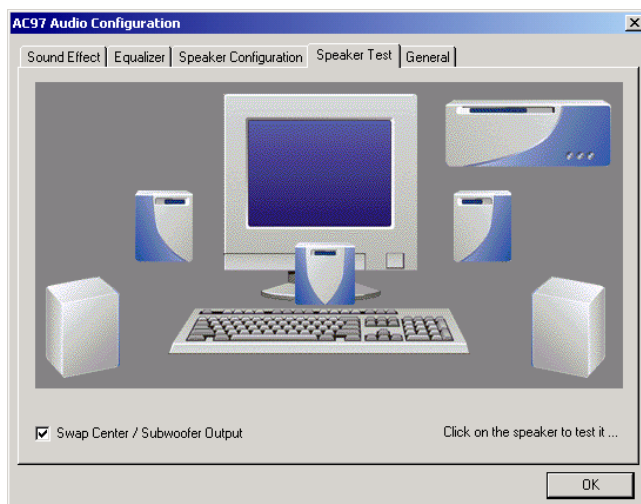 AC97 Audio Configuration
Sound Effect Equalizer Speaker Configuration Speaker Test General
Swap Center / Subwoofer Output Click on the speaker to test it ...
OK